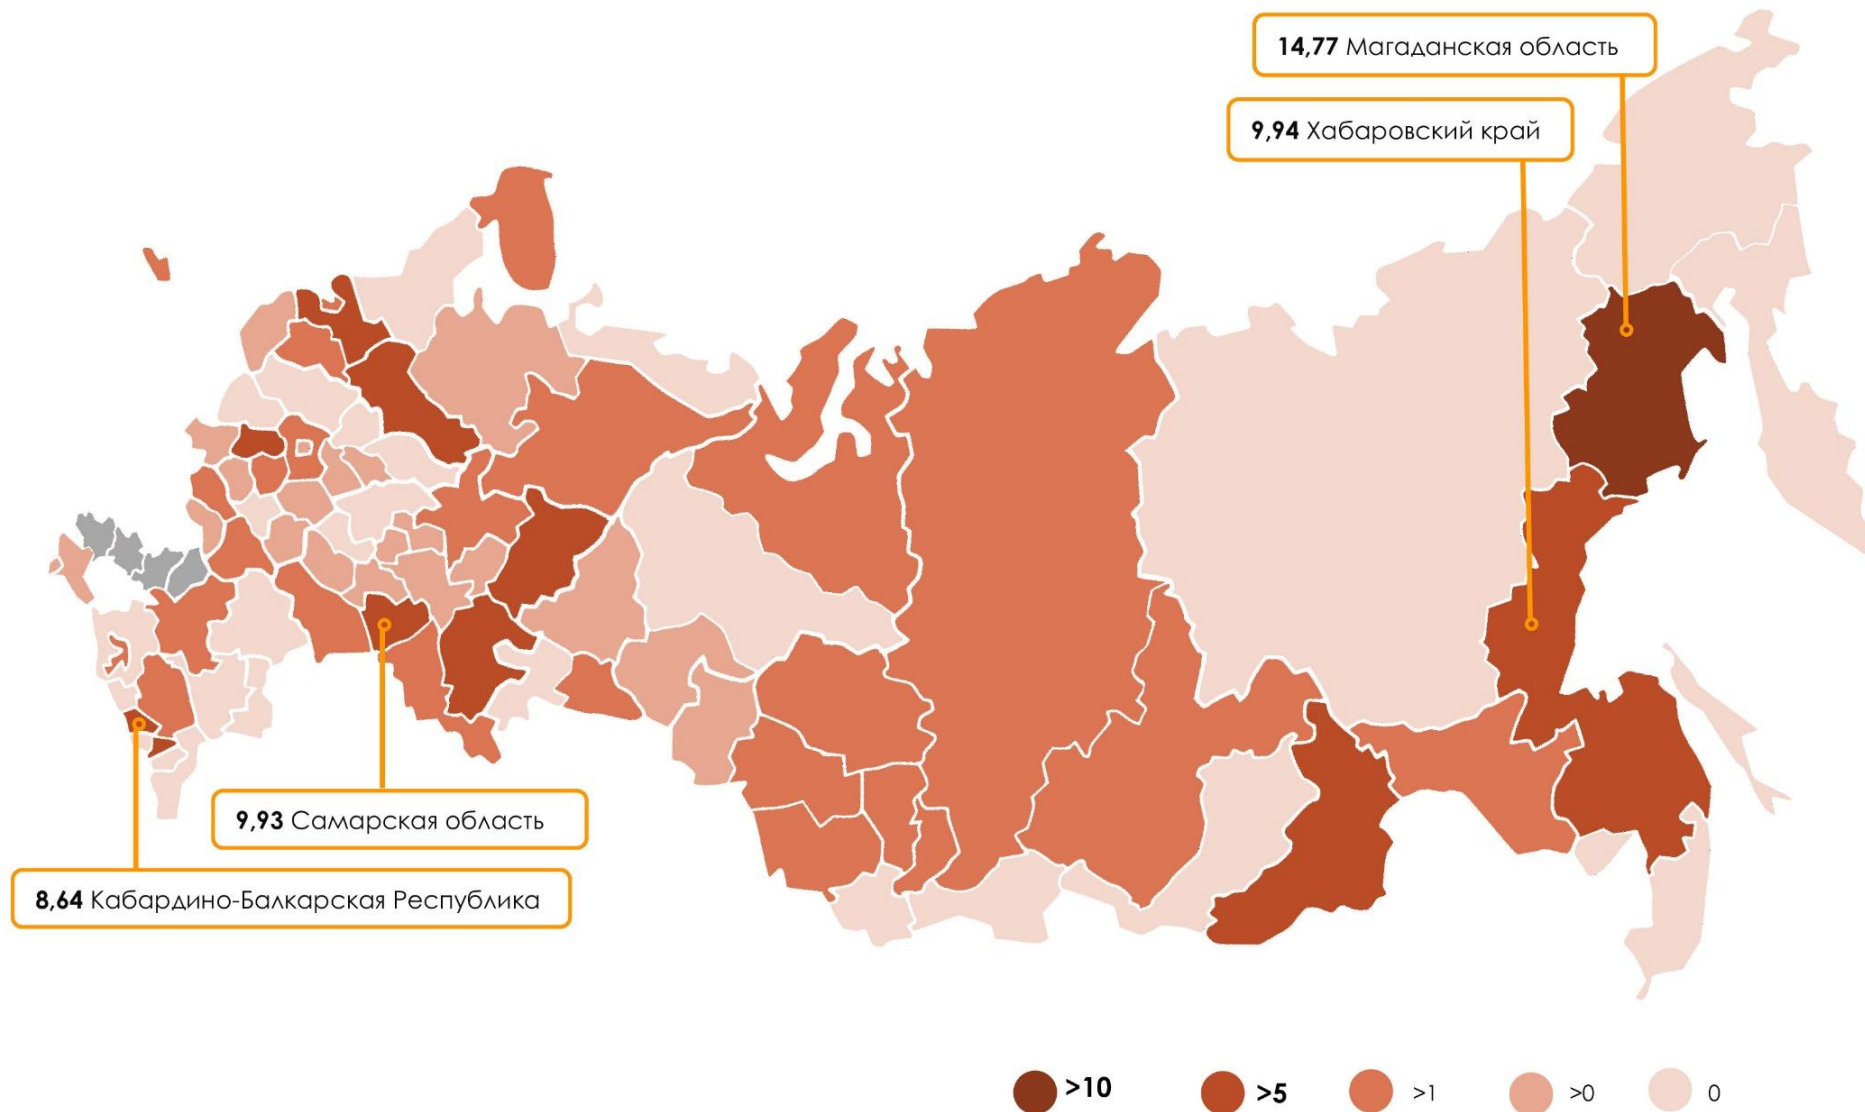 14,77 Магаданская область
9,94 Хабаровский край
9,93 Самарская область
8,64 Кабардино-Балкарская Республика
>10 >5 >1 >0 0